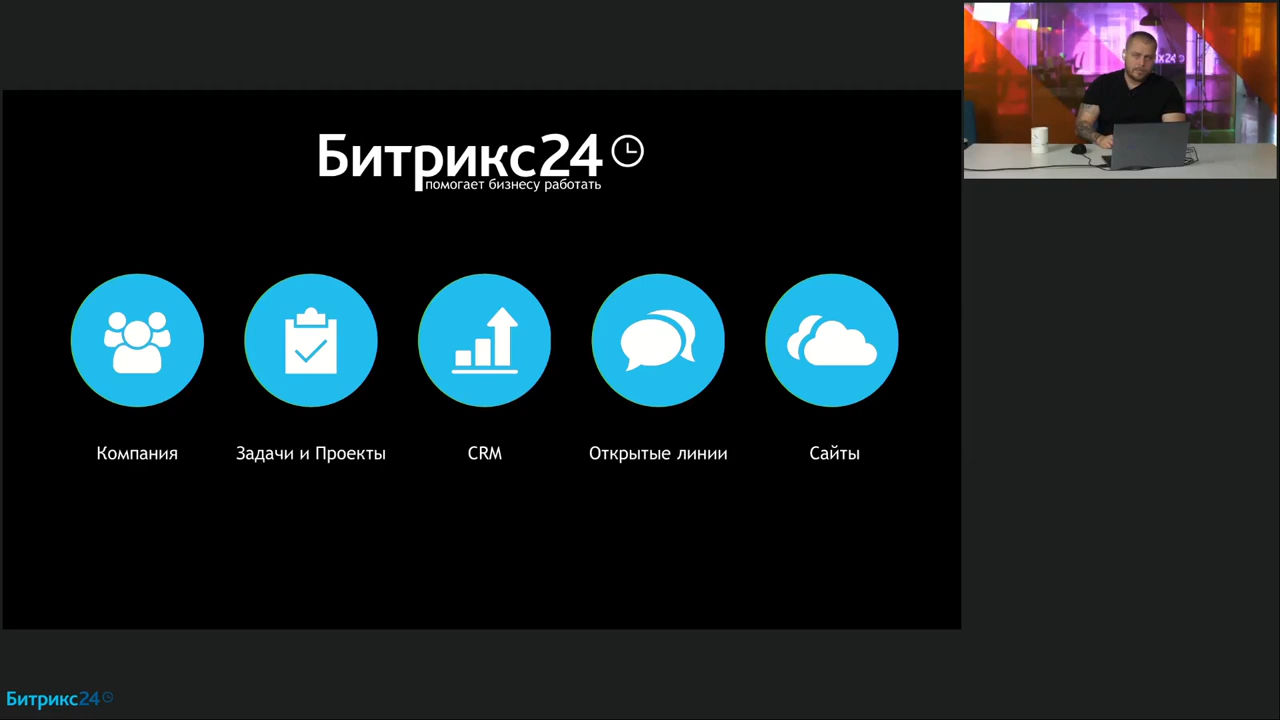 Битрикс24
помогает бизнесу работать
Компания
Задачи и Проекты
CRM
Открытые линии
Сайты
Битрикс24